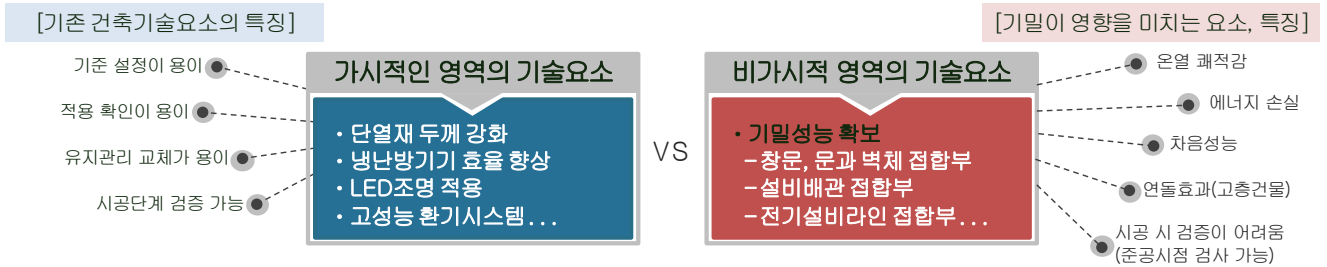 [기존 건축기술요소의 특징]
기준 설정이 용이
적용 확인이 용이
유지관리 교체가 용이
시공단계 검증 가능
가시적인 영역의 기술요소
· 단열재 두께 강화
· 냉난방기기 효율 향상
· LED조명 적용
· 고성능 환기시스템...
VS
[기밀이 영향을 미치는 요소, 특징]
비가시적 영역의 기술요소
· 기밀성능 확보
-창문, 문과 벽체 접합부
-설비배관 접합부
-전기설비라인 접합부...
온열 쾌적감
에너지 손실
차음성능
연돌효과(고층건물)
시공 시 검증이 어려움
(준공시점 검사 가능)